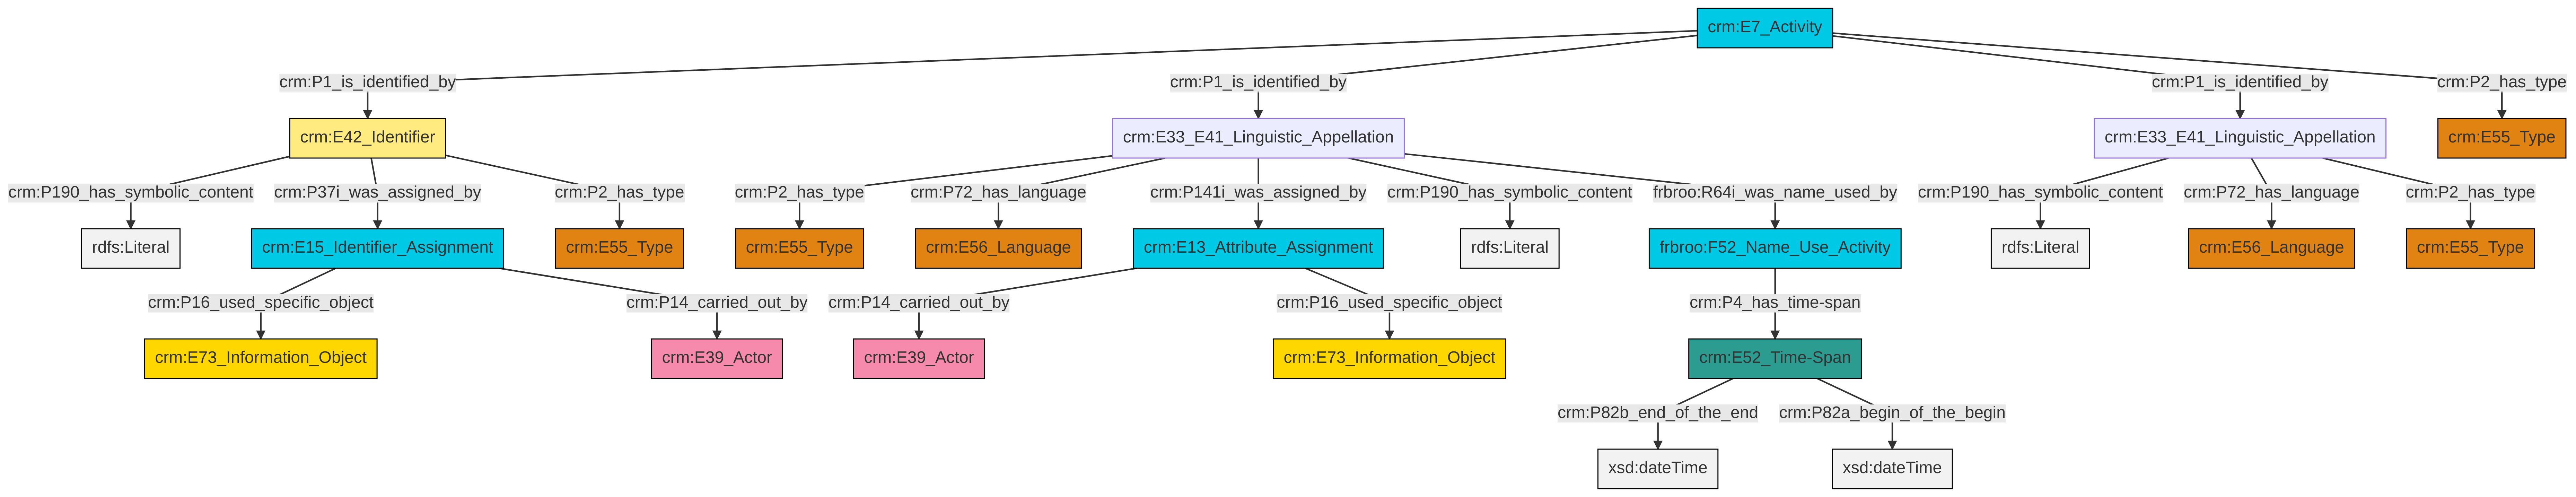 crm:E7_Activity
crm:P1_is_identified_by
crm:P1_is_identified_by
crm:P1_is_identified_by
crm:P2_has_type
crm:E42_Identifier
crm:E33_E41_Linguistic_Appellation
crm:E33_E41_Linguistic_Appellation
crm:E55_Type
crm:P190_has_symbolic_content
crm:P37i_was_assigned_by
crm:P2_has_type
crm:P2_has_type
crm:P72_has_language
crm:P141i_was_assigned_by
crm:P190_has_symbolic_content
frbroo:R64i_was_name_used_by
crm:P190_has_symbolic_content
crm:P72_has_language
crm:P2_has_type
rdfs:Literal
crm:E15_Identifier_Assignment
crm:E55_Type
crm:E55_Type
crm:E56_Language
crm:E13_Attribute_Assignment
rdfs:Literal
frbroo:F52_Name_Use_Activity
rdfs:Literal
crm:E56_Language
crm:E55_Type
crm:P16_used_specific_object
crm:P14_carried_out_by
crm:P14_carried_out_by
crm:P16_used_specific_object
crm:P4_has_time-span
crm:E73_Information_Object
crm:E39_Actor
crm:E39_Actor
crm:E73_Information_Object
crm:E52_Time-Span
crm:P82b_end_of_the_end
crm:P82a_begin_of_the_begin
xsd:dateTime
xsd:dateTime